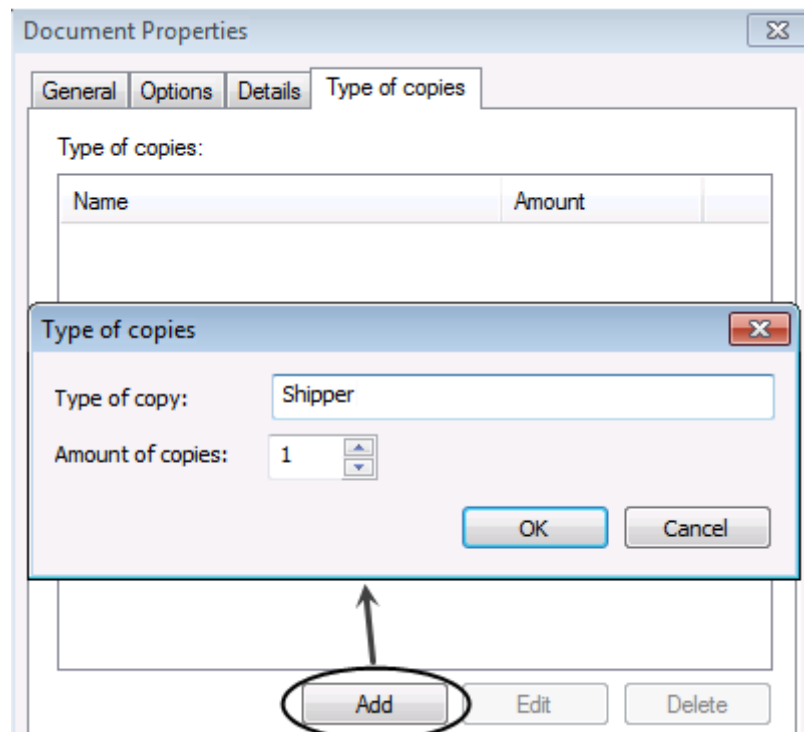 Document Properties
General Options Details Type of copies
Type of copies:
Name Amount
Type of copies
Type of copy: Shipper
Amount of copies: 1
OK Cancel
Add Edit Delete